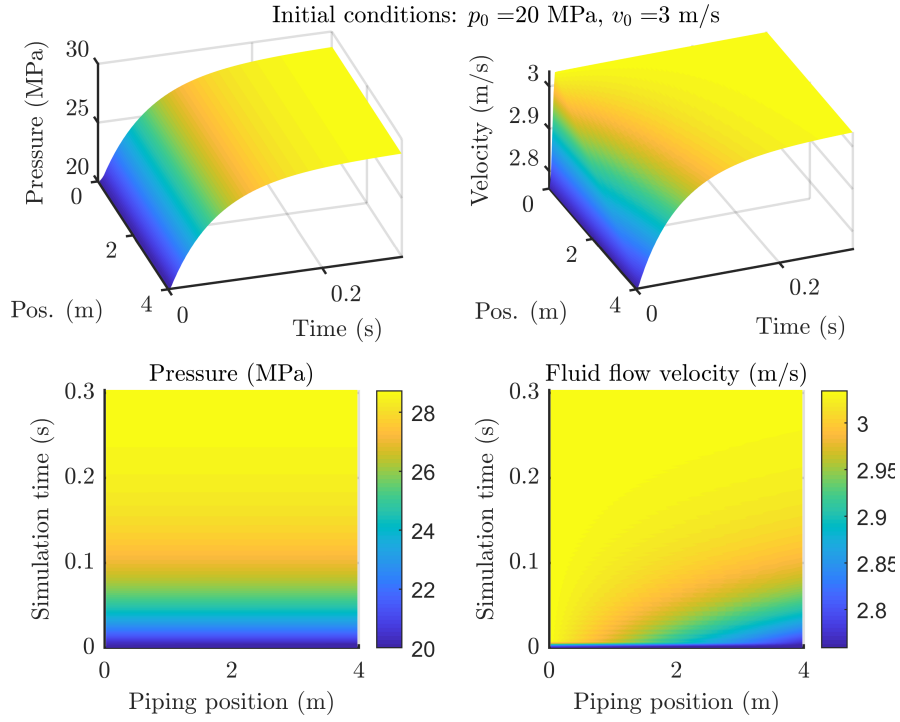 Initial conditions: p0 =20 MPa, v0 =3 m/s
Pressure (MPa)
30
25
20
0
2
4
Pos. (m)
0
0.2
Time (s)
Velocity (m/s)
3
2.9
2.8
0
2
4
Pos. (m)
0
0.2
Time (s)
Pressure (MPa)
Simulation time (s)
0.3
0.2
0.1
0
0 2 4
Piping position (m)
28
26
24
22
20
Fluid flow velocity (m/s)
Simulation time (s)
0.3
0.2
0.1
0
0 2 4
Piping position (m)
3
2.95
2.9
2.85
2.8